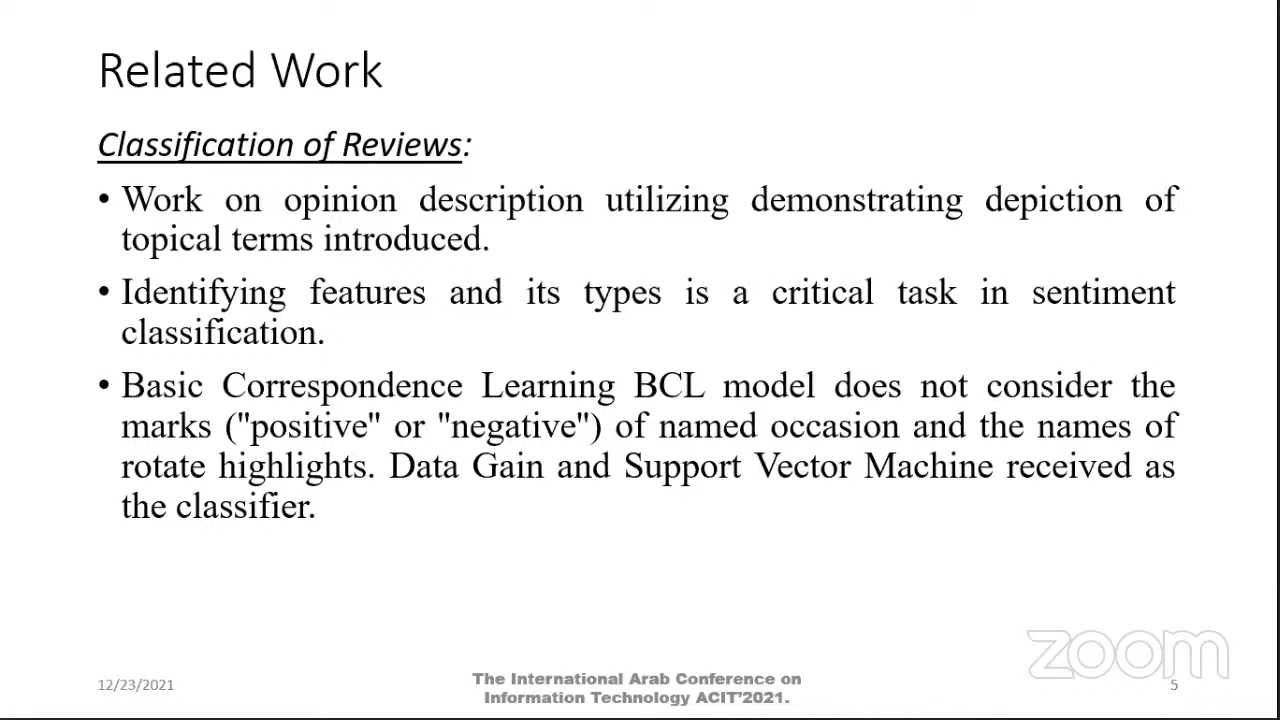 Related Work
Classification of Reviews:
• Work on opinion description utilizing demonstrating depiction of
topical terms introduced.
• Identifying features and its types is a critical task in sentiment
classification.
• Basic Correspondence Learning BCL model does not consider the
marks ("positive" or "negative") of named occasion and the names of
rotate highlights. Data Gain and Support Vector Machine received as
the classifier.
zoom
12/23/2021
The International Arab Conference on
Information Technology ACIT'2021.
5